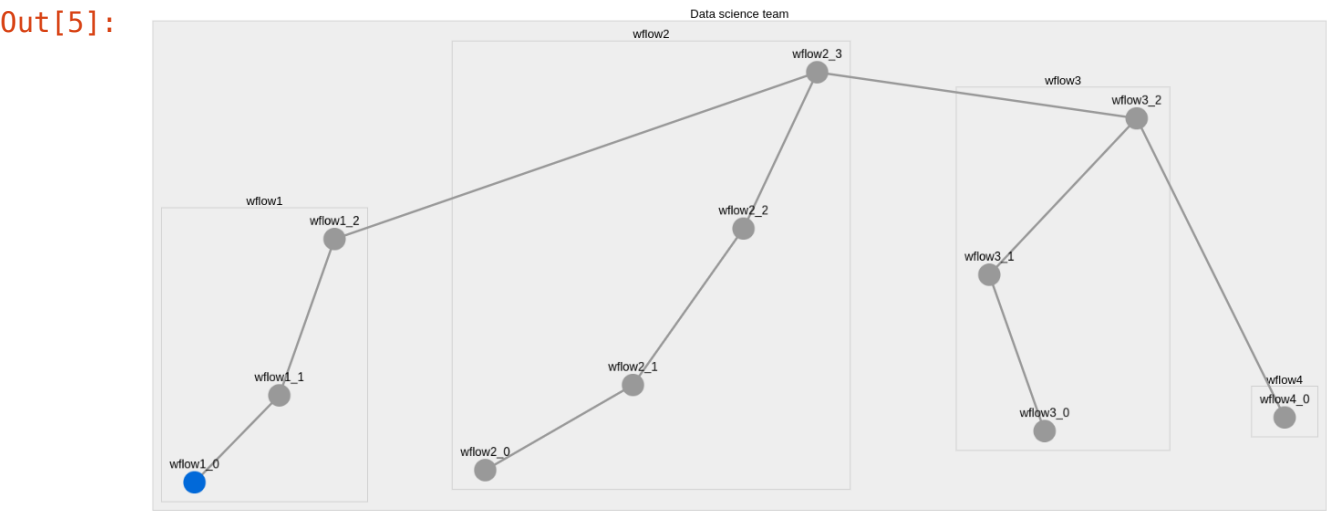 Out[5]:
Data science team
wflow2
wflow2_3
wflow3
wflow3_2
wflow1
wflow1_2
wflow2_2
wflow3_1
wflow2_1
wflow1_1
wflow4
wflow4_0
wflow3_0
wflow2_0
wflow1_0